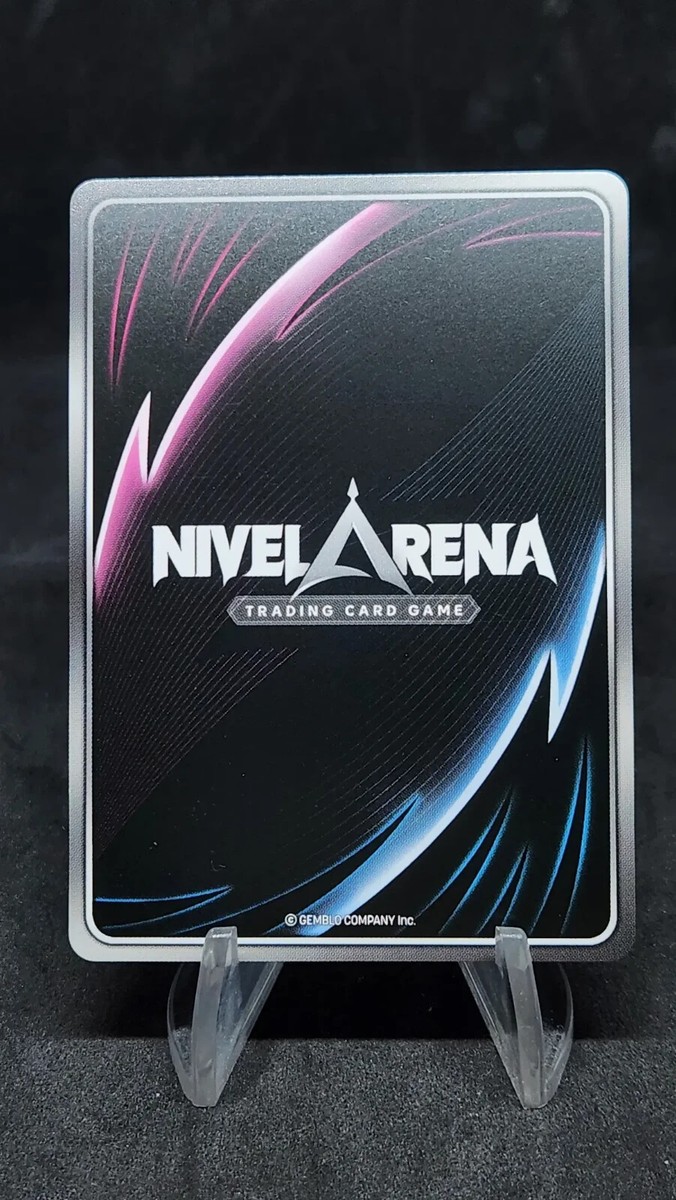 NIVEL ARENA
TRADING CARD GAME
© GEMBLO COMPANY Inc.